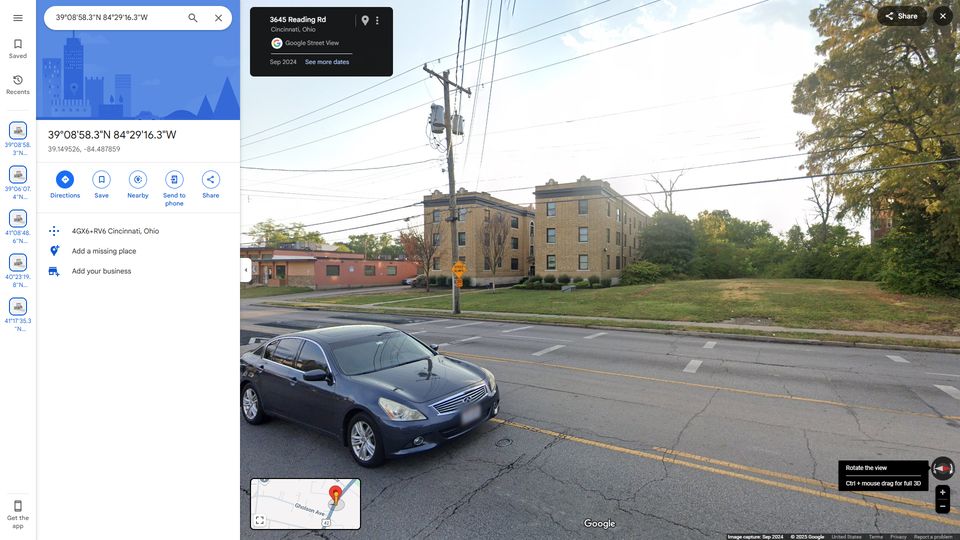 39°08'58.3"N 84°29'16.3"W
Saved
Recents
39°08'58.
3"N...
39°06'07.
4"N...
41°08'48.
6"N...
40°23'19.
8"N...
41°17'35.3
"N...
Get the
app
39°08'58.3"N 84°29'16.3"W
39.149526, -84.487859
Directions
Save
Nearby
Send to
phone
Share
4GX6+RV6 Cincinnati, Ohio
Add a missing place
Add your business
3645 Reading Rd
Cincinnati, Ohio
Google Street View
Sep 2024 See more dates
Share
Gholson Ave
42
Rotate the view
Ctrl + mouse drag for full 3D
Google
Image capture: Sep 2024 © 2025 Google United States Terms Privacy Report a problem